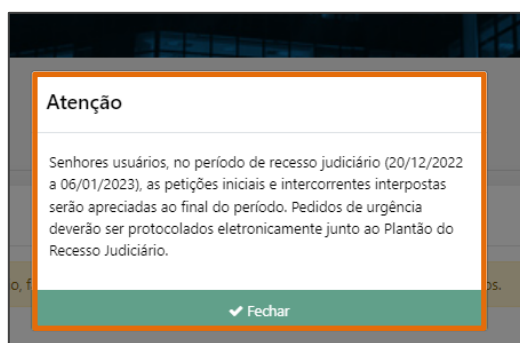 Atenção
Senhores usuários, no período de recesso judiciário (20/12/2022
a 06/01/2023), as petições iniciais e intercorrentes interpostas
serão apreciadas ao final do período. Pedidos de urgência
deverão ser protocolados eletronicamente junto ao Plantão do
Recesso Judiciário.
Fechar